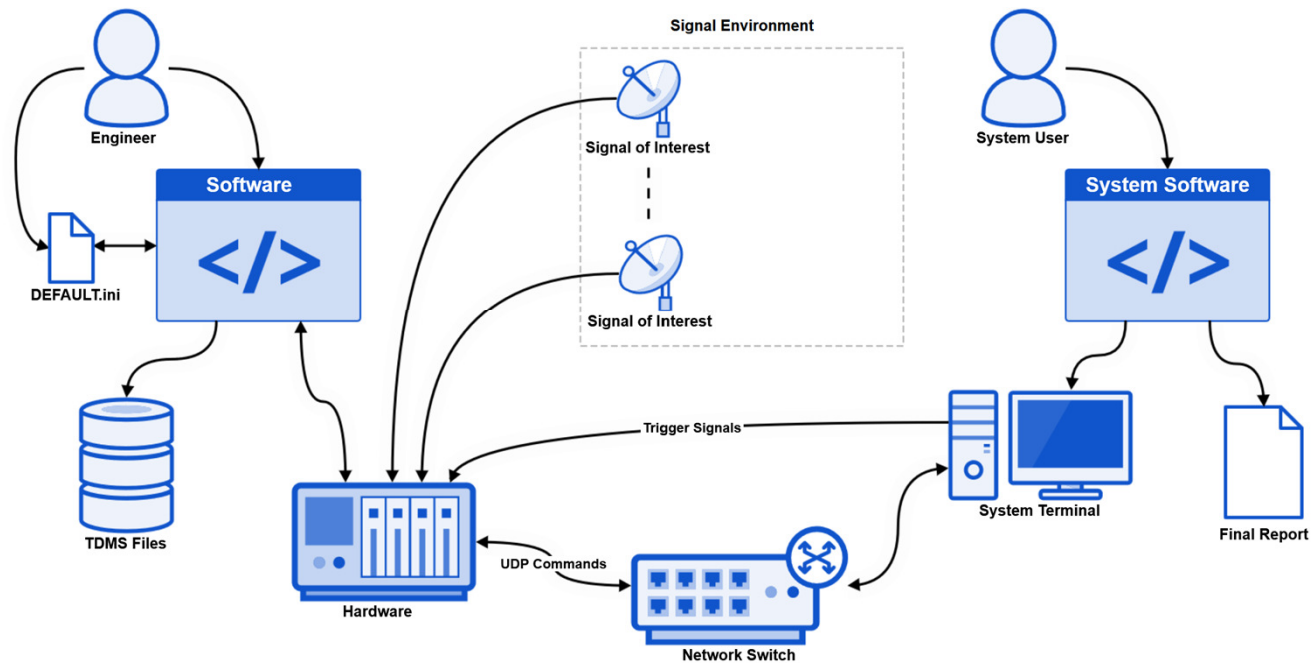 Signal Environment
Engineer
System User
Signal of Interest
Software
</>
System Software
</>
DEFAULT.ini
Signal of Interest
Trigger Signals
TDMS Files
System Terminal
Final Report
UDP Commands
Hardware
Network Switch